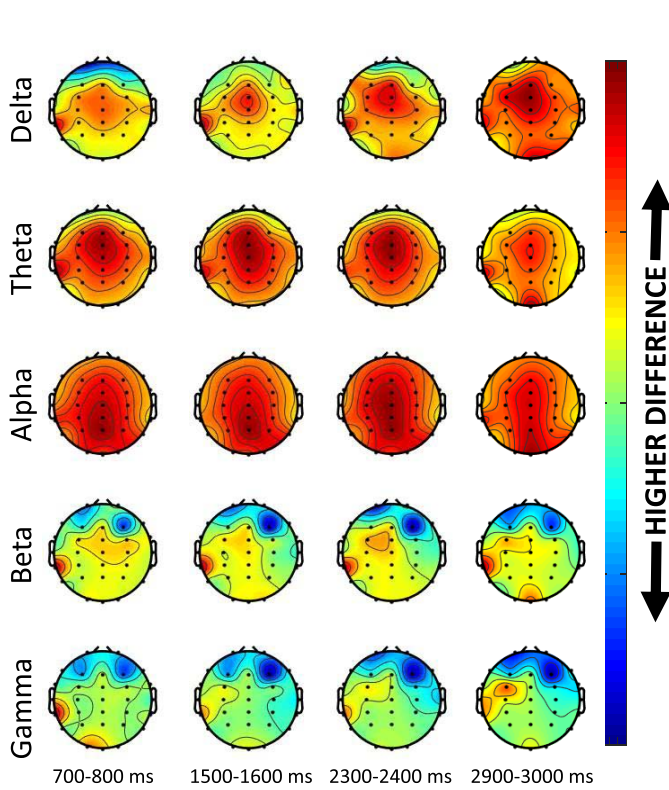 Delta
Theta
Alpha
Beta
Gamma
700-800 ms
1500-1600 ms
2300-2400 ms
2900-3000 ms
HIGHER DIFFERENCE